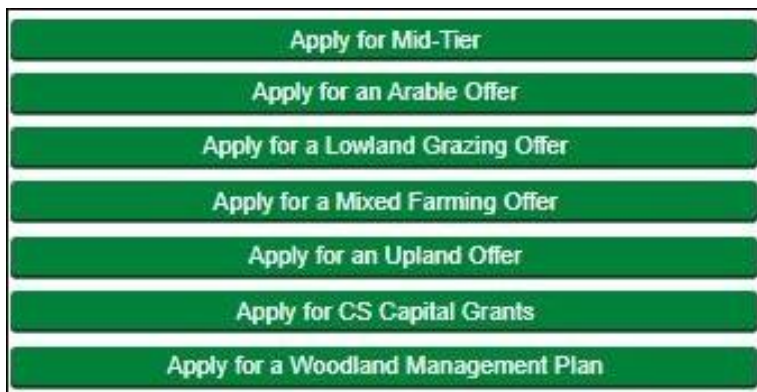 Apply for Mid-Tier
Apply for an Arable Offer
Apply for a Lowland Grazing Offer
Apply for a Mixed Farming Offer
Apply for an Upland Offer
Apply for CS Capital Grants
Apply for a Woodland Management Plan